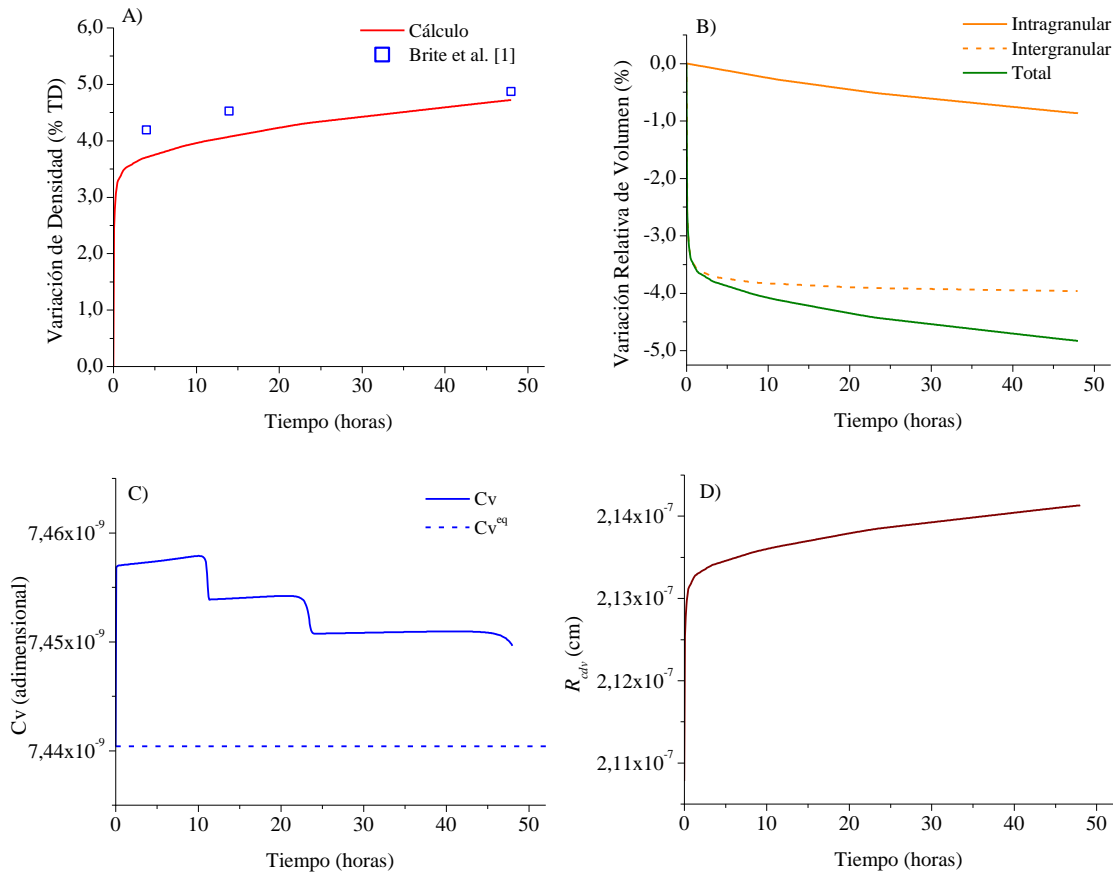 A)
6,0
5,0
4,0
3,0
2,0
1,0
0,0
0 10 20 30 40 50
Variación de Densidad (% TD)
Tiempo (horas)
Cálculo
Brite et al. [1]
B)
0,0
-1,0
-2,0
-3,0
-4,0
-5,0
0 10 20 30 40 50
Variación Relativa de Volumen (%)
Tiempo (horas)
Intragranular
Intergranular
Total
C)
7,46x10⁻⁹
7,45x10⁻⁹
7,44x10⁻⁹
0 10 20 30 40 50
Cv (adimensional)
Tiempo (horas)
Cv
Cv^eq
D)
2,14x10⁻⁷
2,13x10⁻⁷
2,12x10⁻⁷
2,11x10⁻⁷
0 10 20 30 40 50
R_cdv (cm)
Tiempo (horas)